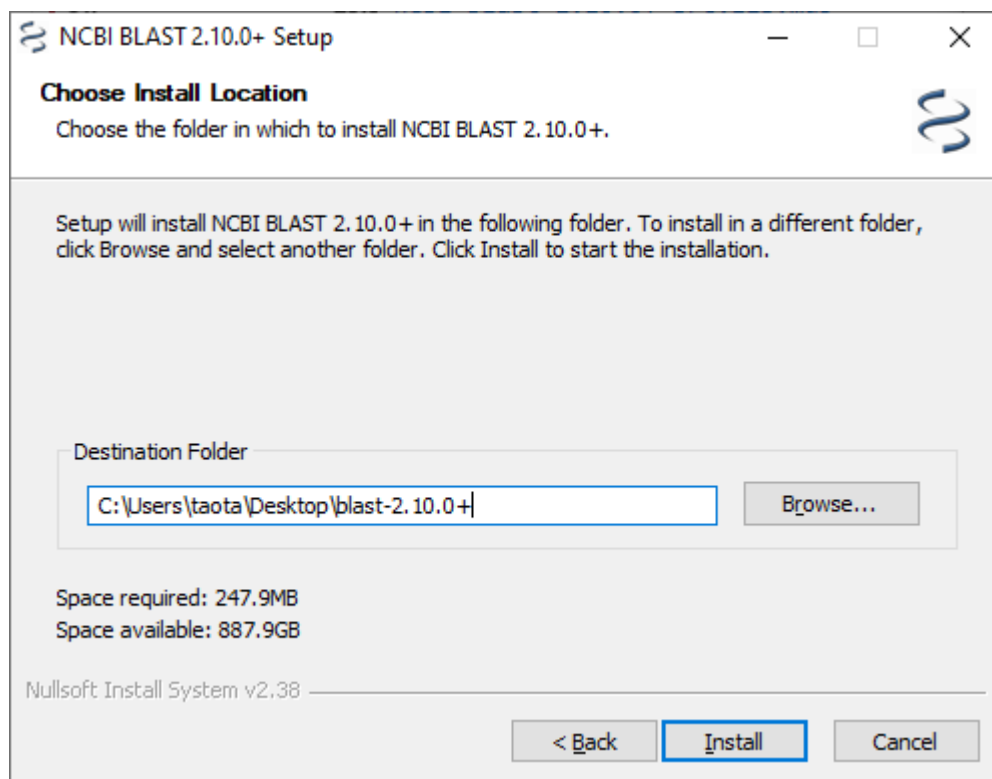 NCBI BLAST 2.10.0+ Setup
Choose Install Location
Choose the folder in which to install NCBI BLAST 2.10.0+.
Setup will install NCBI BLAST 2.10.0+ in the following folder. To install in a different folder,
click Browse and select another folder. Click Install to start the installation.
Destination Folder
C:\Users\taota\Desktop\blast-2.10.0+
Browse...
Space required: 247.9MB
Space available: 887.9GB
Nullsoft Install System v2.38
< Back
Install
Cancel